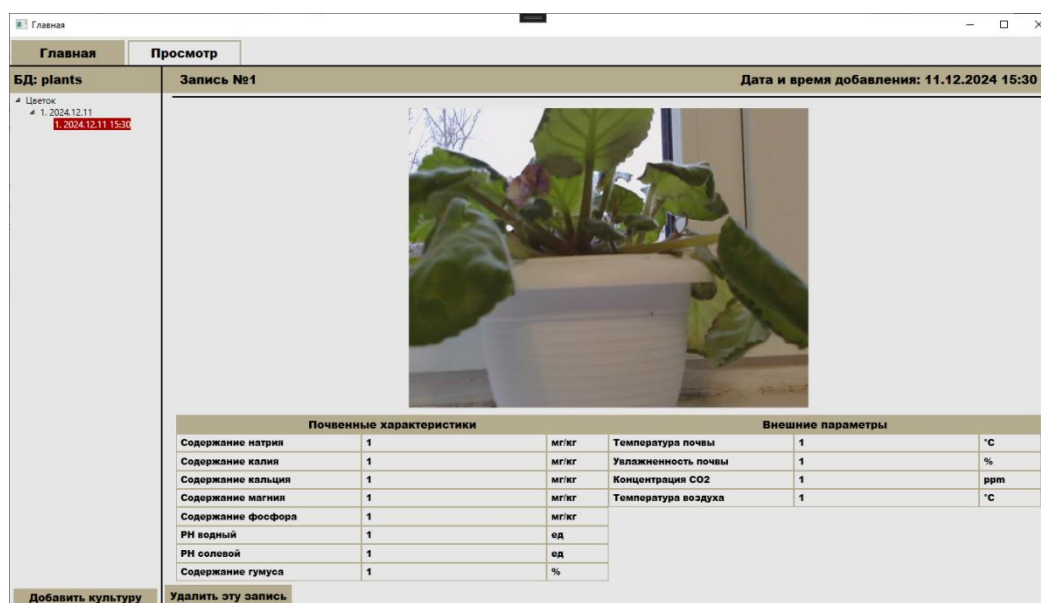 Главная
Главная Просмотр
БД: plants
Цветок
1. 2024.12.11
1. 2024.12.11 15:30
Добавить культуру
Запись №1 Дата и время добавления: 11.12.2024 15:30
Почвенные характеристики
Содержание натрия 1 мг/кг
Содержание калия 1 мг/кг
Содержание кальция 1 мг/кг
Содержание магния 1 мг/кг
Содержание фосфора 1 мг/кг
РН водный 1 ед
РН солевой 1 ед
Содержание гумуса 1 %
Внешние параметры
Температура почвы 1 °C
Увлажненность почвы 1 %
Концентрация CO2 1 ppm
Температура воздуха 1 °C
Удалить эту запись